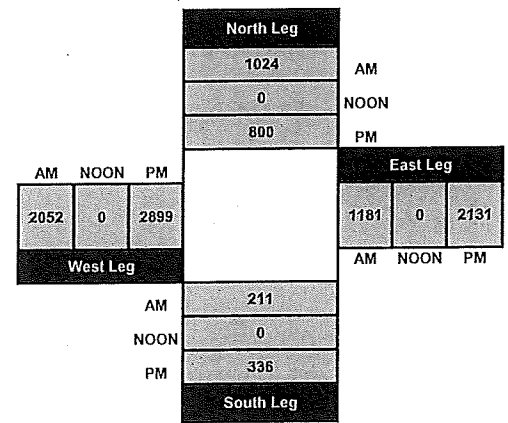 North Leg
1024 AM
0 NOON
800 PM
East Leg
AM NOON PM
2052 0 2899
1181 0 2131
West Leg
AM NOON PM
AM 211
NOON 0
PM 336
South Leg